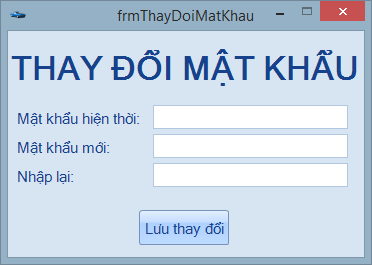 frmThayDoiMatKhau
THAY ĐỔI MẬT KHẨU
Mật khẩu hiện thời:
Mật khẩu mới:
Nhập lại:
Lưu thay đổi